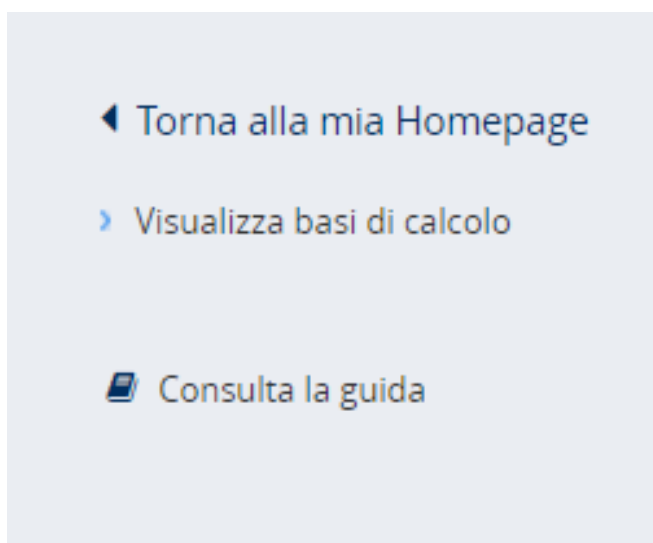 Torna alla mia Homepage
Visualizza basi di calcolo
Consulta la guida